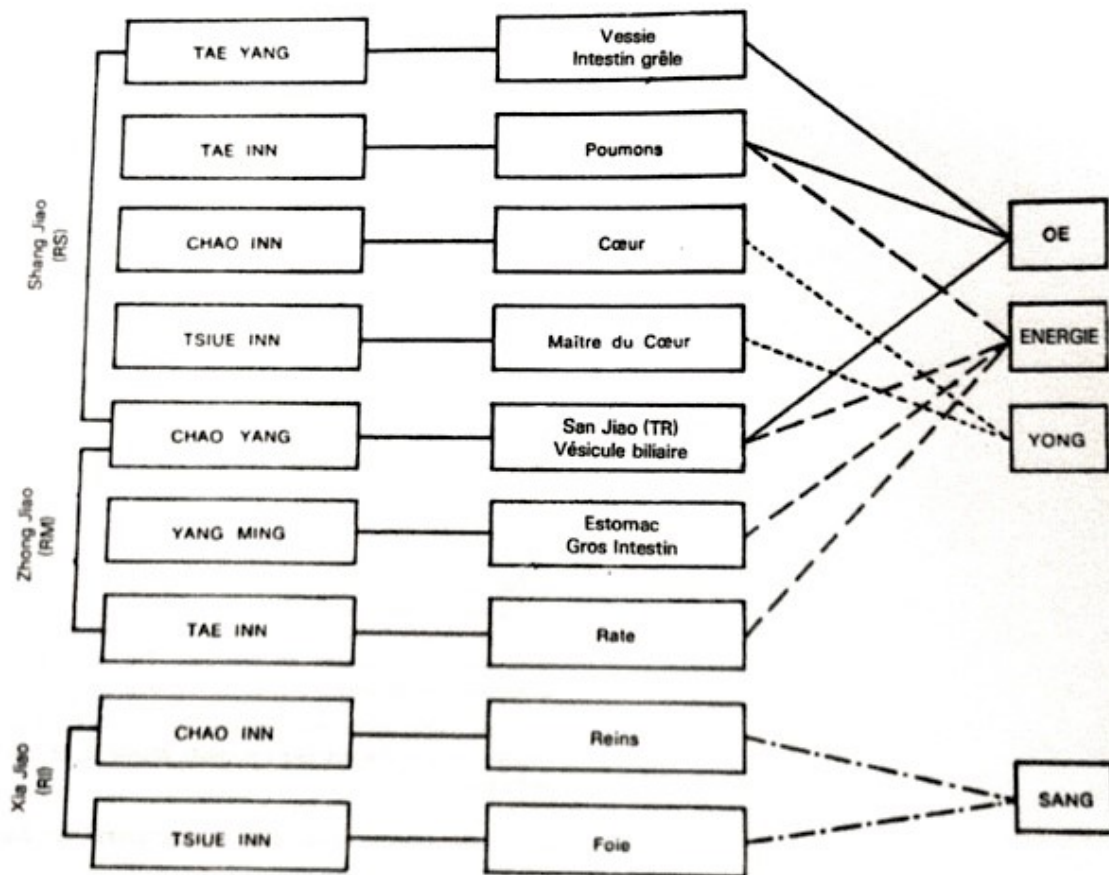 Shang Jiao
(RS)
Zhong Jiao
(RM)
Xia Jiao
(RI)
TAE YANG
Vessie
Intestin grêle
TAE INN
Poumons
CHAO INN
Cœur
TSIUE INN
Maître du Cœur
CHAO YANG
San Jiao (TR)
Vésicule biliaire
YANG MING
Estomac
Gros Intestin
TAE INN
Rate
CHAO INN
Reins
TSIUE INN
Foie
OE
ENERGIE
YONG
SANG